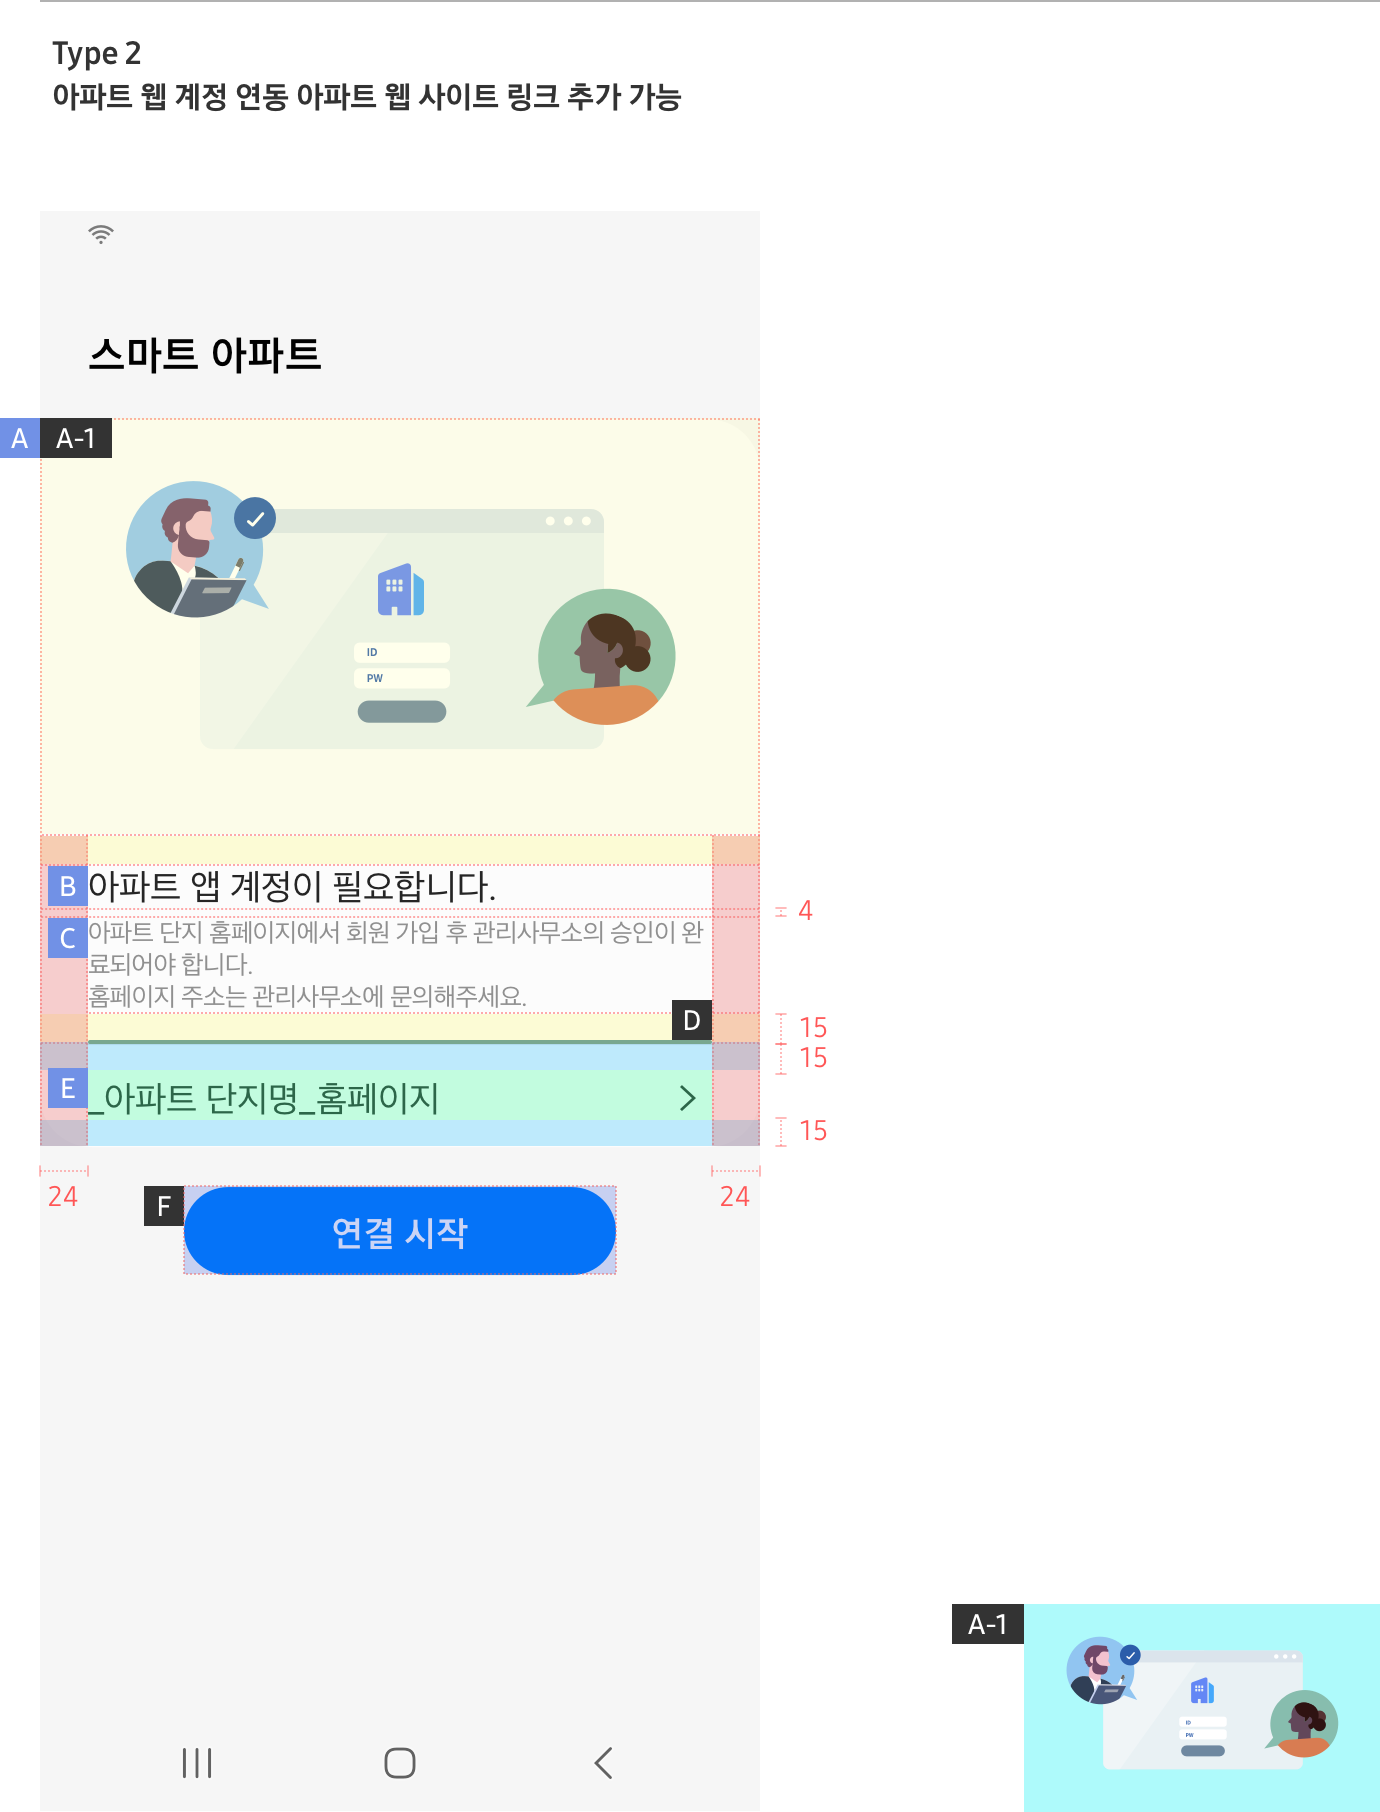 Type 2
아파트 웹 계정 연동 아파트 웹 사이트 링크 추가 가능
스마트 아파트
A
A-1
ID
PW
B
아파트 앱 계정이 필요합니다.
4
C
아파트 단지 홈페이지에서 회원 가입 후 관리사무소의 승인이 완
료되어야 합니다.
홈페이지 주소는 관리사무소에 문의해주세요.
D
15
15
E
_아파트 단지명_홈페이지
15
24
24
F
연결 시작
A-1
ID
PW